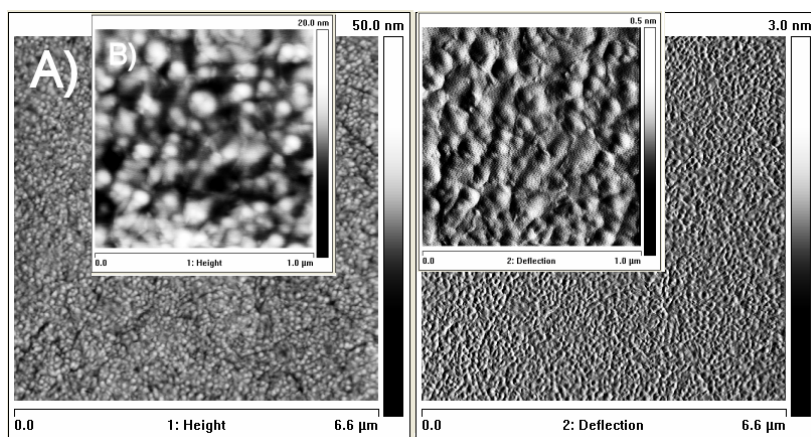 50.0 nm
A)
20.0 nm
B)
0.0
1: Height
1.0 µm
0.0
1: Height
6.6 µm
3.0 nm
0.5 nm
0.0
2: Deflection
1.0 µm
0.0
2: Deflection
6.6 µm